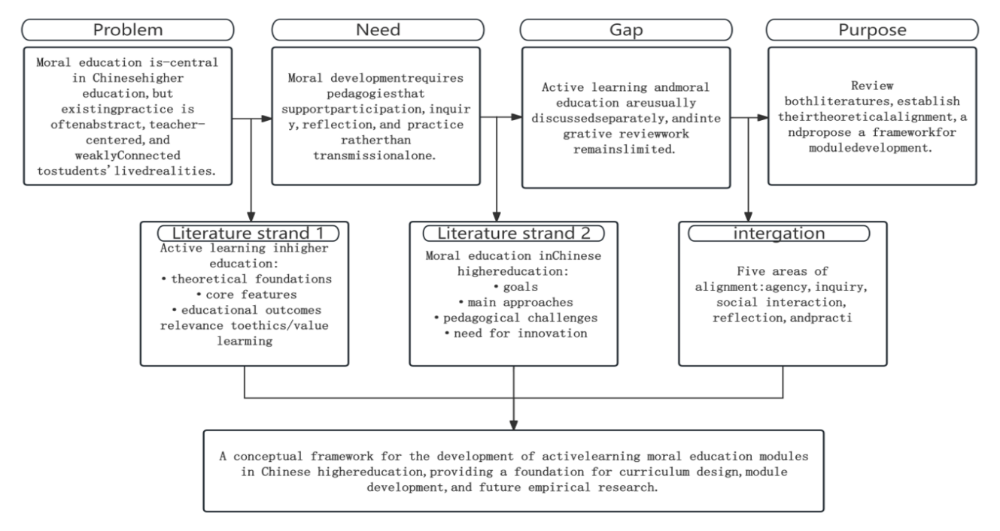 Problem
Moral education is-central
in Chinesehigher
education,but
existingpractice is
oftenabstract,teacher-
centered,and
weaklyConnected
tostudents'livedrealities.
Need
Moral developmentrequires
pedagogiesthat
supportparticipation,inquir
y,reflection,and practice
ratherthan
transmissionalone.
Gap
Active learning andmoral
education areusually
discussedseparately,andinte
grative reviewwork
remainslimited.
Purpose
Review
bothliteratures,establish
theirtheoreticalalignment,a
ndpropose a frameworkfor
moduledevelopment.
Literature strand 1
Active learning inhigher
education:
• theoretical foundations
• core features
• educational outcomes
relevance toethics/value
learming
Literature strand 2
Moral education inChinese
highereducation:
• goals
• main approaches
• pedagogical challenges
• need for innovation
intergation
Five areas of
alignment:agency,inquiry,
social interaction,
reflection,andpracti
A conceptual framework for the development of activelearning moral education modules
in Chinese highereducation,providing a foundation for curriculum design,module
development,and future empirical research.